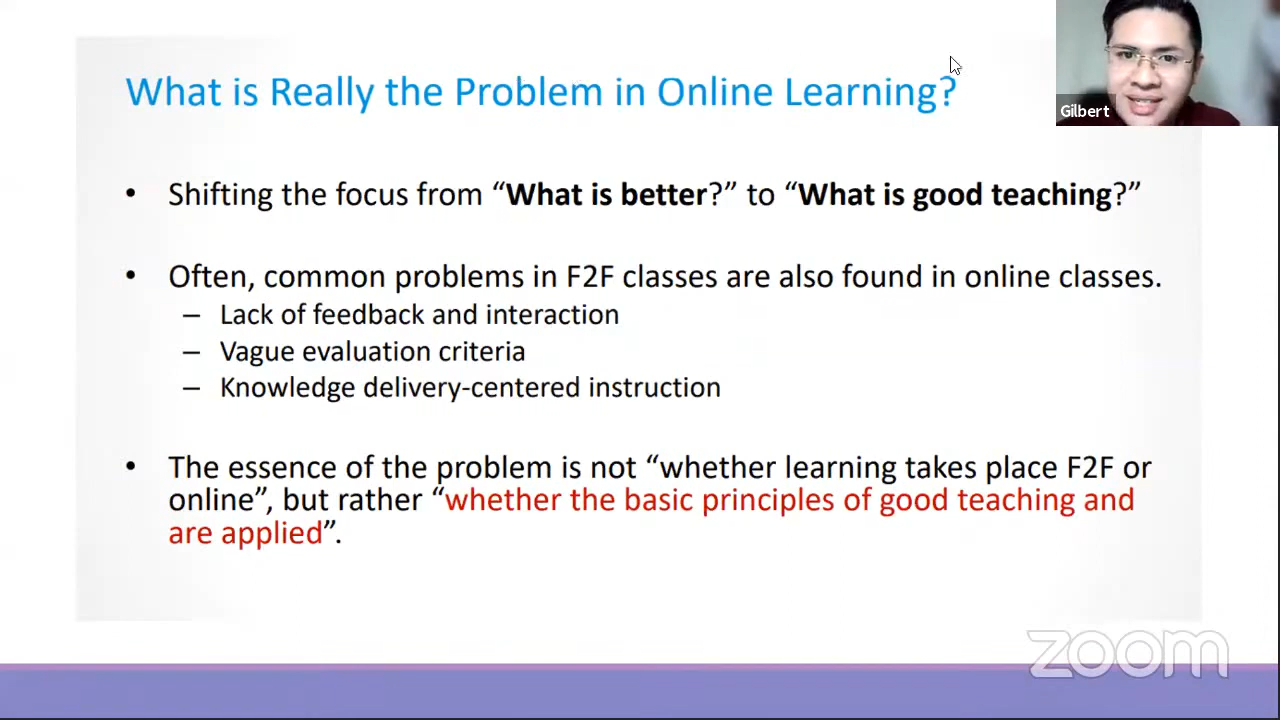 What is Really the Problem in Online Learning?
Gilbert
• Shifting the focus from “What is better?” to “What is good teaching?”
• Often, common problems in F2F classes are also found in online classes.
– Lack of feedback and interaction
– Vague evaluation criteria
– Knowledge delivery-centered instruction
• The essence of the problem is not “whether learning takes place F2F or
online”, but rather “whether the basic principles of good teaching and
are applied”.
zoom